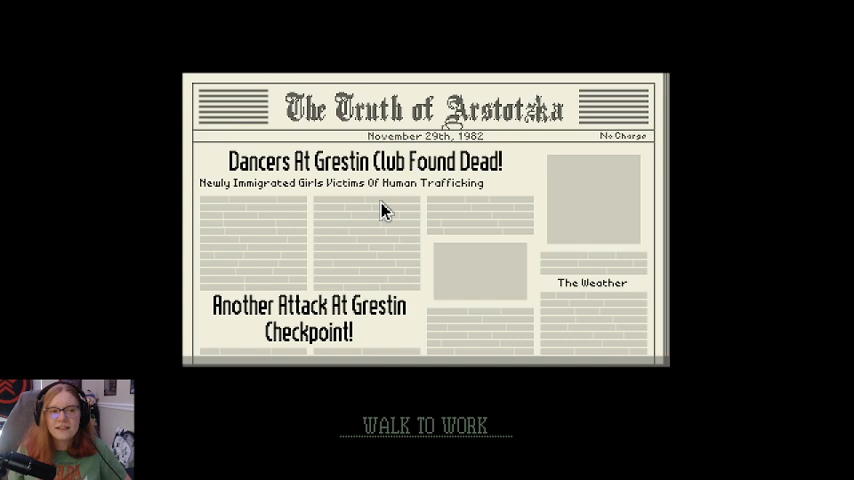 The Truth of Arstotzka
November 29th, 1982
No Charge
Dancers At Grestin Club Found Dead!
Newly Immigrated Girls Victims Of Human Trafficking
The Weather
Another Attack At Grestin
Checkpoint!
WALK TO WORK